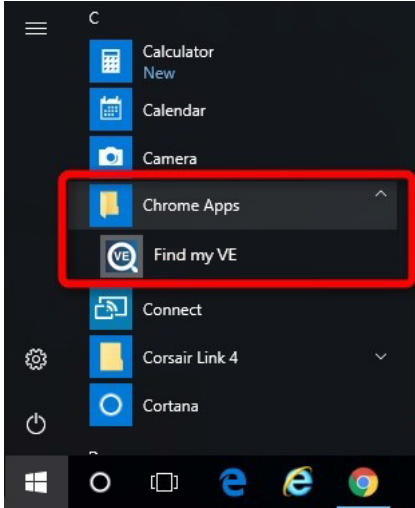 C
Calculator
New
Calendar
Camera
Chrome Apps
VE
Find my VE
Connect
Corsair Link 4
Cortana